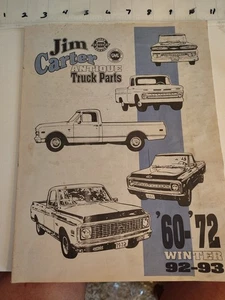 Jim
Carter
ANTIQUE
Truck Parts
'60-'72
WINTER
92-93